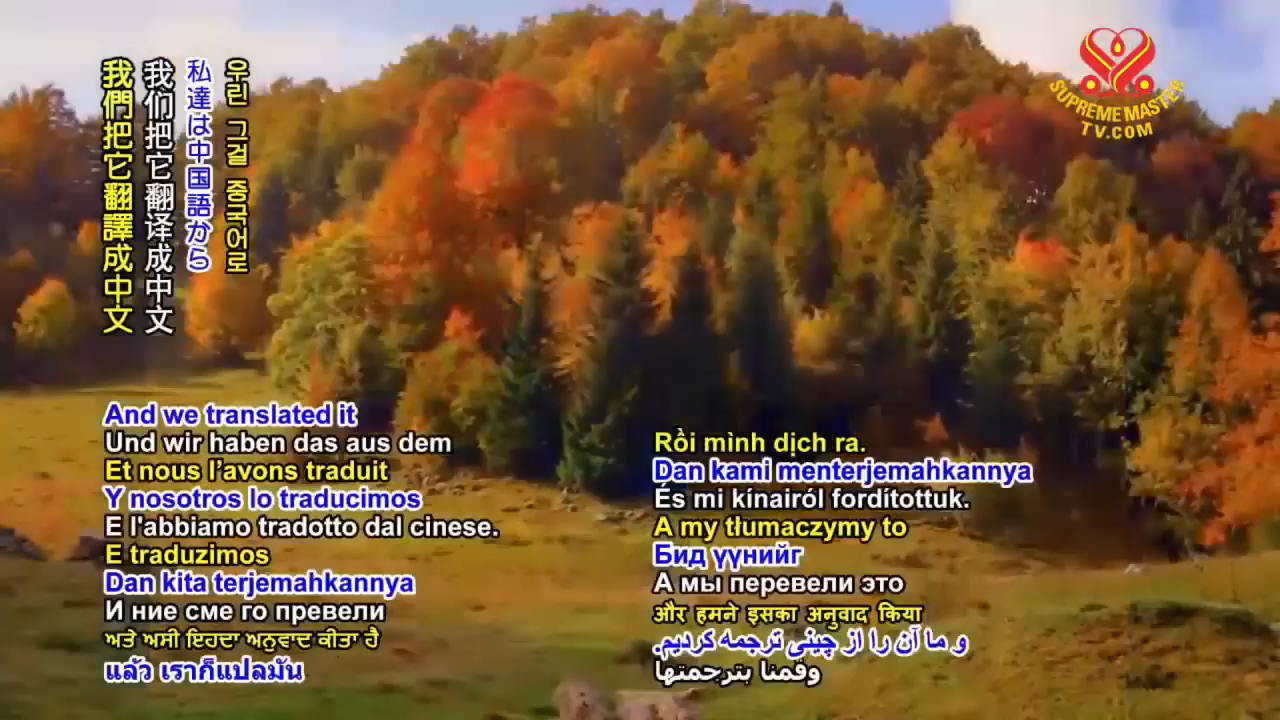 我們把它翻譯成中文
我们把它翻译成中文
私達は中国語から
우린 그걸 중국어로
SUPREME MASTER
TV.COM
And we translated it
Und wir haben das aus dem
Et nous l’avons traduit
Y nosotros lo traducimos
E l'abbiamo tradotto dal cinese.
E traduzimos
Dan kita terjemahkannya
И ние сме го превели
ਅਤੇ ਅਸੀ ਇਹਦਾ ਅਨੁਵਾਦ ਕੀਤਾ ਹੈ
แล้ว เราก็แปลมัน
Rồi mình dịch ra.
Dan kami menterjemahkannya
És mi kínairól fordítottuk.
A my tłumaczymy to
Бид үүнийг
А мы перевели это
और हमने इसका अनुवाद किया
و ما آن را از چینی ترجمه کردیم.
وقمنا بترجمتها